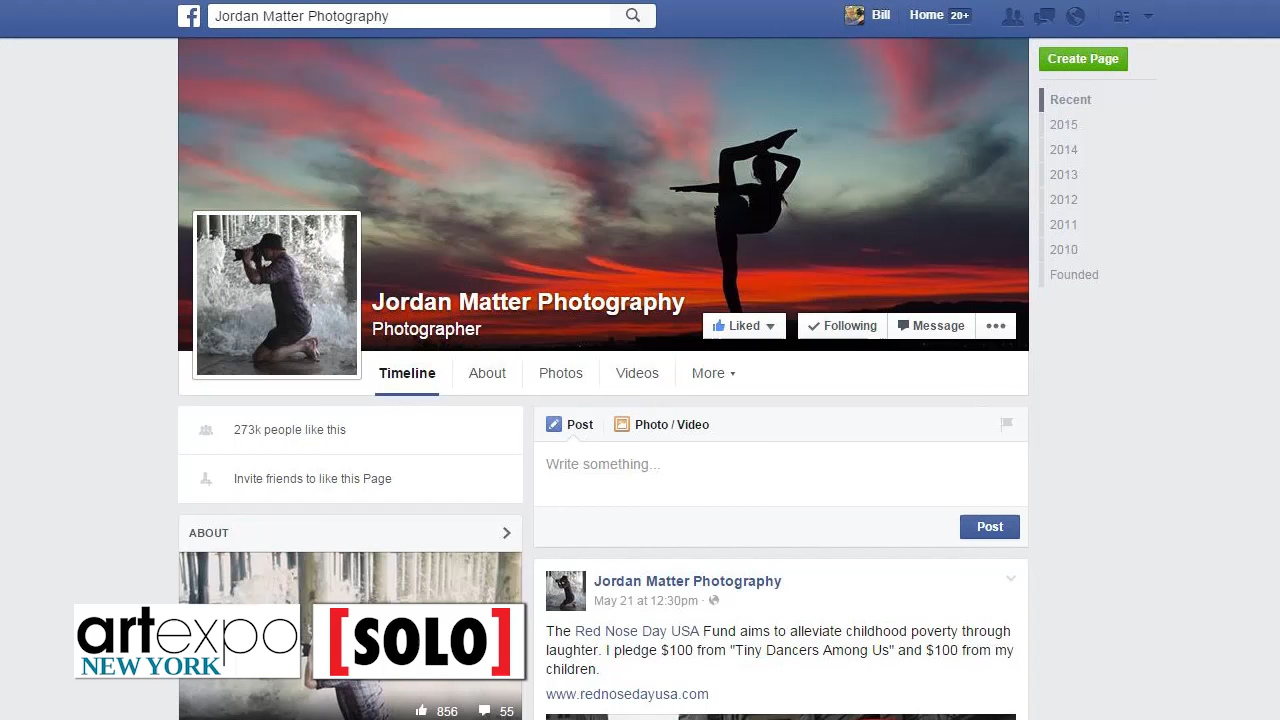 Jordan Matter Photography
Bill
Home 20+
Create Page
Recent
2015
2014
2013
2012
2011
2010
Founded
Jordan Matter Photography
Photographer
Liked
Following
Message
Timeline
About
Photos
Videos
More
273k people like this
Invite friends to like this Page
ABOUT
856
55
Post
Photo / Video
Write something...
Post
Jordan Matter Photography
May 21 at 12:30pm ·
The Red Nose Day USA Fund aims to alleviate childhood poverty through
laughter. I pledge $100 from "Tiny Dancers Among Us" and $100 from my
children.
www.rednosedayusa.com
artexpo
NEW YORK
[SOLO]